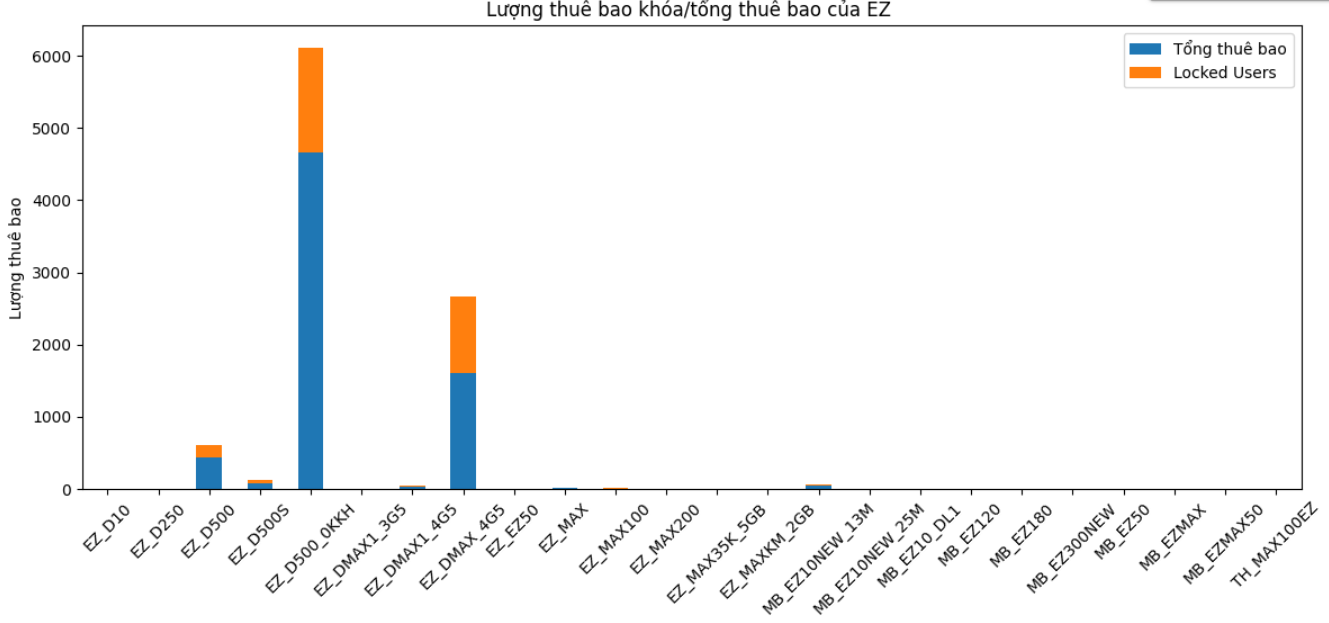 Lượng thuê bao khóa/tổng thuê bao của EZ
Tổng thuê bao
Locked Users
Lượng thuê bao
6000
5000
4000
3000
2000
1000
0
EZ_D10
EZ_D250
EZ_D500
EZ_D500S
EZ_D500_0KKH
EZ_DMAX1_3G5
EZ_DMAX1_4G5
EZ_DMAX_4G5
EZ_EZ50
EZ_MAX
EZ_MAX100
EZ_MAX200
EZ_MAX35K_5GB
EZ_MAXKM_2GB
MB_EZ10NEW_13M
MB_EZ10NEW_25M
MB_EZ10_DL1
MB_EZ120
MB_EZ180
MB_EZ300NEW
MB_EZ50
MB_EZMAX
MB_EZMAX50
TH_MAX100EZ